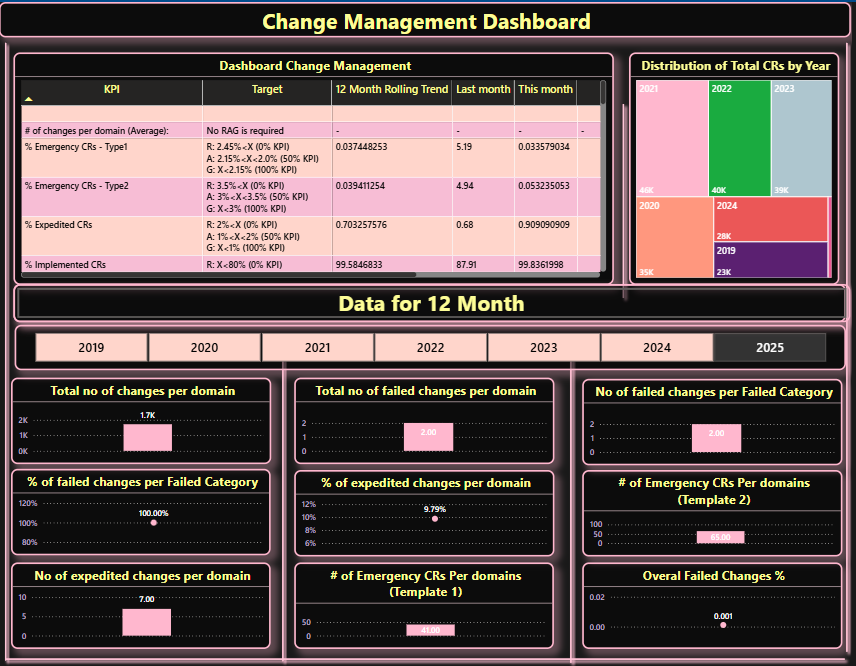 Change Management Dashboard
Dashboard Change Management
KPI Target 12 Month Rolling Trend Last month This month
# of changes per domain (Average): No RAG is required - - - -
% Emergency CRs - Type1 R: 2.45%<X (0% KPI) 0.037448253 5.19 0.033579034
A: 2.15%<X<2.0% (50% KPI)
G: X<2.15% (100% KPI)
% Emergency CRs - Type2 R: 3.5%<X (0% KPI) 0.039411254 4.94 0.053235053
A: 3%<X<3.5% (50% KPI)
G: X<3% (100% KPI)
% Expedited CRs R: 2%<X (0% KPI) 0.703257576 0.68 0.909090909
A: 1%<X<2% (50% KPI)
G: X<1% (100% KPI)
% Implemented CRs R: X<80% (0% KPI) 99.5846833 87.91 99.8361998
Distribution of Total CRs by Year
2021 2022 2023
46K 40K 39K
2020 2024
28K
2019
35K 23K
Data for 12 Month
2019 2020 2021 2022 2023 2024 2025
Total no of changes per domain
1.7K
2K
1K
0K
Total no of failed changes per domain
2
2.00
1
0
No of failed changes per Failed Category
2
2.00
1
0
% of failed changes per Failed Category
120%
100.00%
100%
80%
% of expedited changes per domain
12%
9.79%
10%
8%
6%
# of Emergency CRs Per domains
(Template 2)
100
50
65.00
0
No of expedited changes per domain
10
7.00
5
0
# of Emergency CRs Per domains
(Template 1)
50
41.00
0
Overal Failed Changes %
0.02
0.001
0.00